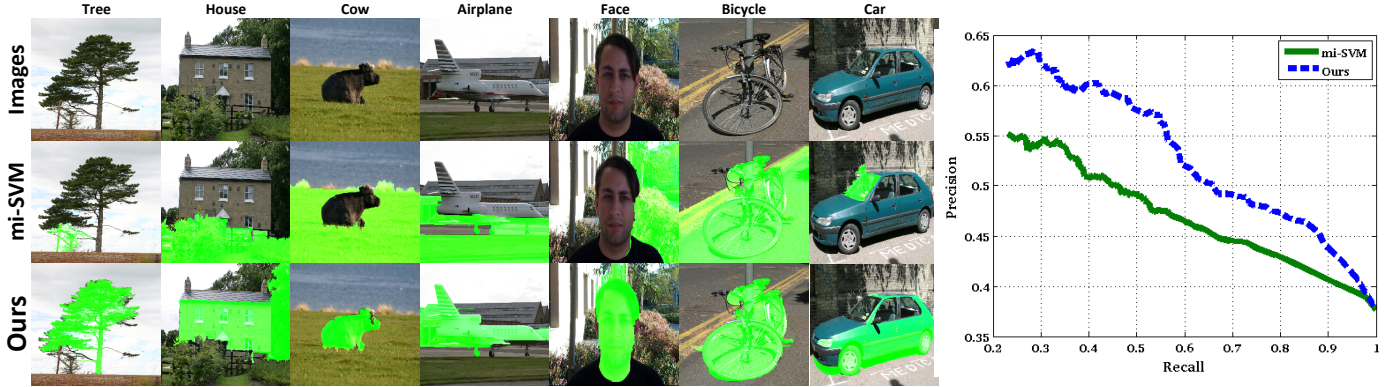 Tree House Cow Airplane Face Bicycle Car
Images
mi-SVM
Ours
0.65
0.6
0.55
0.5
0.45
0.4
0.35
Precision
0.2 0.3 0.4 0.5 0.6 0.7 0.8 0.9 1
Recall
mi-SVM
Ours